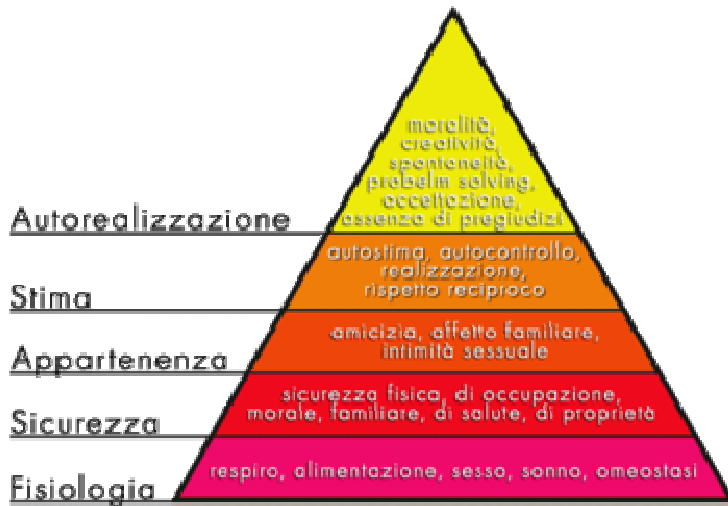 moralità,
creatività,
spontaneità,
probelm solving,
accettazione,
assenza di pregiudizi
Autorealizzazione
autostima, autocontrollo,
realizzazione,
rispetto reciproco
Stima
amicizia, affetto familiare,
intimità sessuale
Appartenenza
sicurezza fisica, di occupazione,
morale, familiare, di salute, di proprietà
Sicurezza
respiro, alimentazione, sesso, sonno, omeostasi
Fisiologia